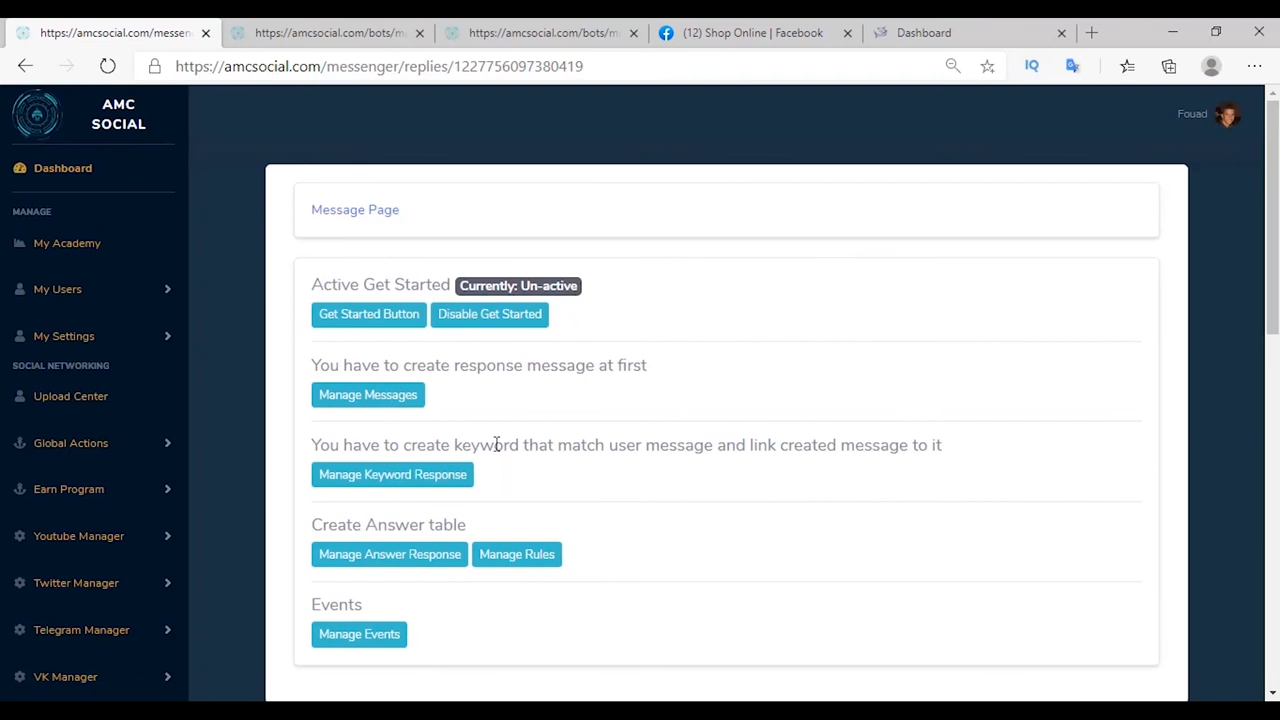 https://amcsocial.com/messen
https://amcsocial.com/bots/m
https://amcsocial.com/bots/m
(12) Shop Online | Facebook
Dashboard
https://amcsocial.com/messenger/replies/1227756097380419
IQ
AMC
SOCIAL
Fouad
Dashboard
MANAGE
My Academy
My Users
My Settings
SOCIAL NETWORKING
Upload Center
Global Actions
Earn Program
Youtube Manager
Twitter Manager
Telegram Manager
VK Manager
Message Page
Active Get Started Currently: Un-active
Get Started Button Disable Get Started
You have to create response message at first
Manage Messages
You have to create keyword that match user message and link created message to it
Manage Keyword Response
Create Answer table
Manage Answer Response Manage Rules
Events
Manage Events